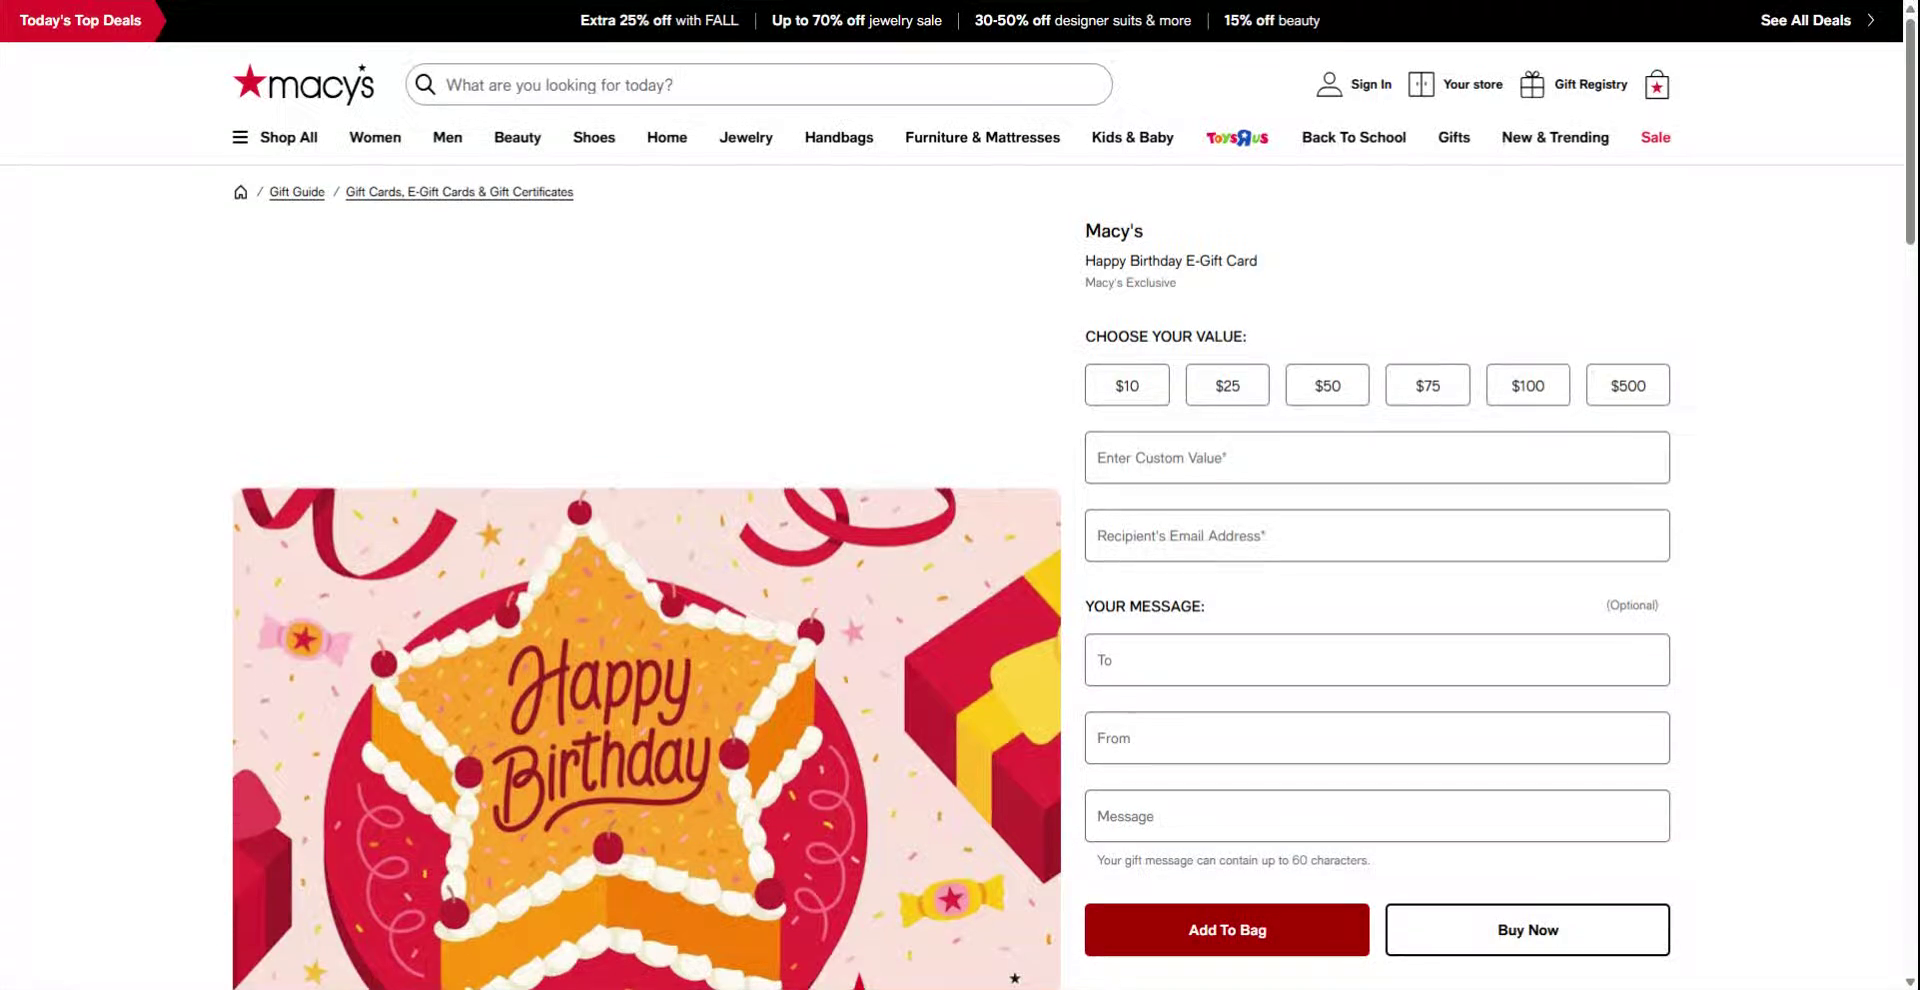 Today's Top Deals
Extra 25% off with FALL
Up to 70% off jewelry sale
30-50% off designer suits & more
15% off beauty
See All Deals
macy's
What are you looking for today?
Sign In
Your store
Gift Registry
Shop All
Women
Men
Beauty
Shoes
Home
Jewelry
Handbags
Furniture & Mattresses
Kids & Baby
ToysЯus
Back To School
Gifts
New & Trending
Sale
/ Gift Guide / Gift Cards, E-Gift Cards & Gift Certificates
Macy's
Happy Birthday E-Gift Card
Macy's Exclusive
CHOOSE YOUR VALUE:
$10
$25
$50
$75
$100
$500
Enter Custom Value*
Recipient's Email Address*
YOUR MESSAGE:
(Optional)
To
From
Message
Your gift message can contain up to 60 characters.
Add To Bag
Buy Now
Happy
Birthday